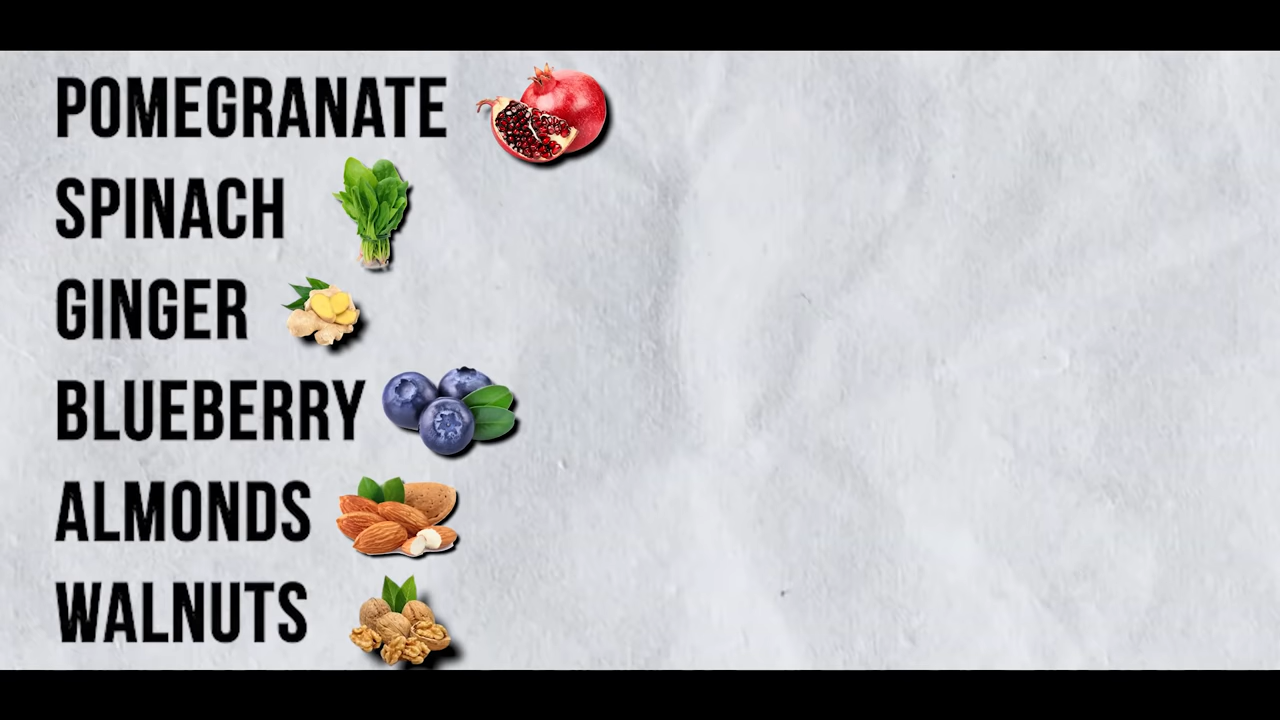 POMEGRANATE
SPINACH
GINGER
BLUEBERRY
ALMONDS
WALNUTS